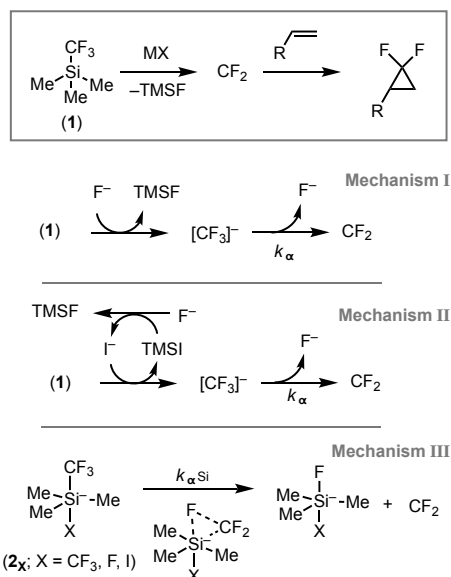 CF₃
Me Si Me
Me
(1)
MX
–TMSF
CF₂
R
F F
R
Mechanism I
F⁻ TMSF F⁻
(1) [CF₃]⁻ CF₂
kα
Mechanism II
TMSF F⁻
I⁻ TMSI F⁻
(1) [CF₃]⁻ CF₂
kα
Mechanism III
CF₃
Me Si⁻ Me
Me
X
(2X; X = CF₃, F, I)
kαSi
F
CF₂
Me Si⁻ Me
Me
X
F
Me Si⁻ Me + CF₂
Me
X